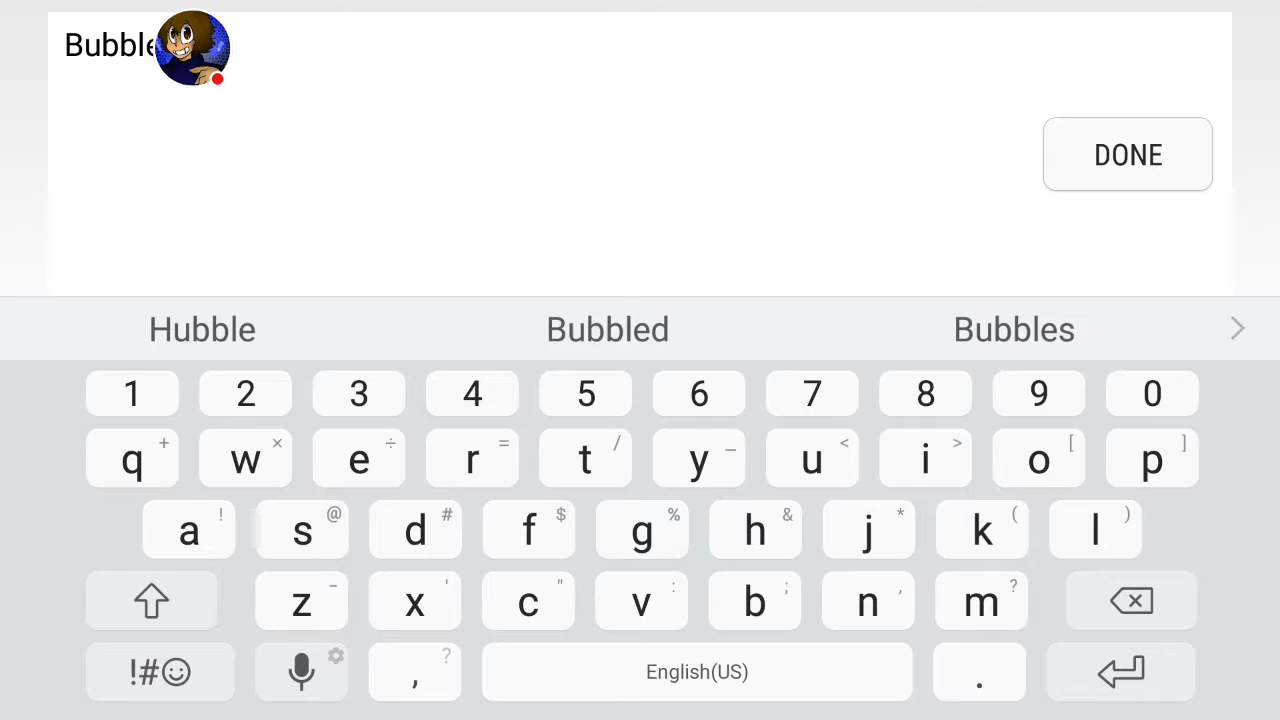 Bubble
DONE
Hubble Bubbled Bubbles
1 2 3 4 5 6 7 8 9 0
q + w × e ÷ r = t / y _ u < i > o [ p ]
a ! s @ d # f $ g % h & j * k ( l )
z - x ' c " v : b ; n , m ?
!#☺ , ? English(US) .